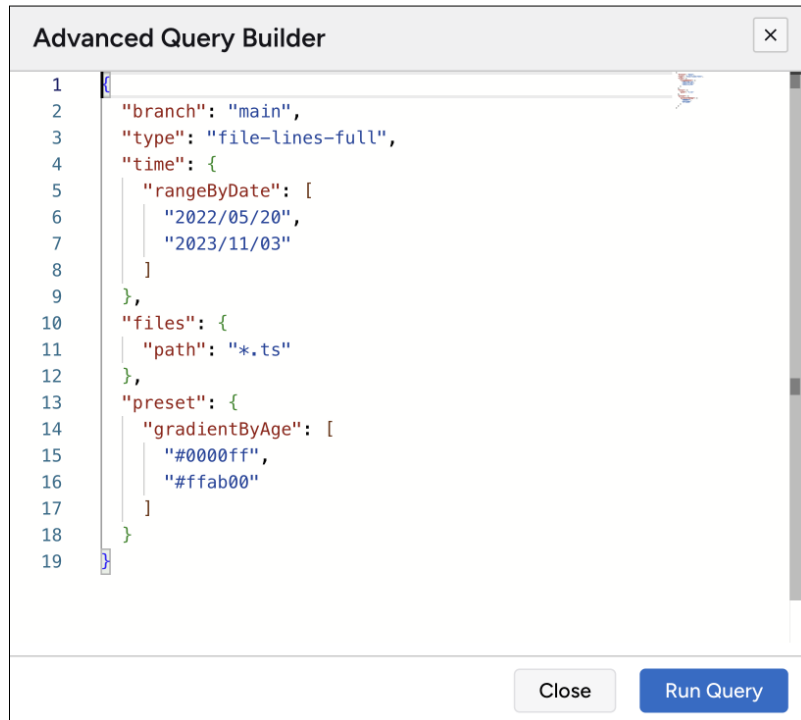 Advanced Query Builder
×
1 {
2 "branch": "main",
3 "type": "file-lines-full",
4 "time": {
5 "rangeByDate": [
6 "2022/05/20",
7 "2023/11/03"
8 ]
9 },
10 "files": {
11 "path": "*.ts"
12 },
13 "preset": {
14 "gradientByAge": [
15 "#0000ff",
16 "#ffab00"
17 ]
18 }
19 }
Close Run Query